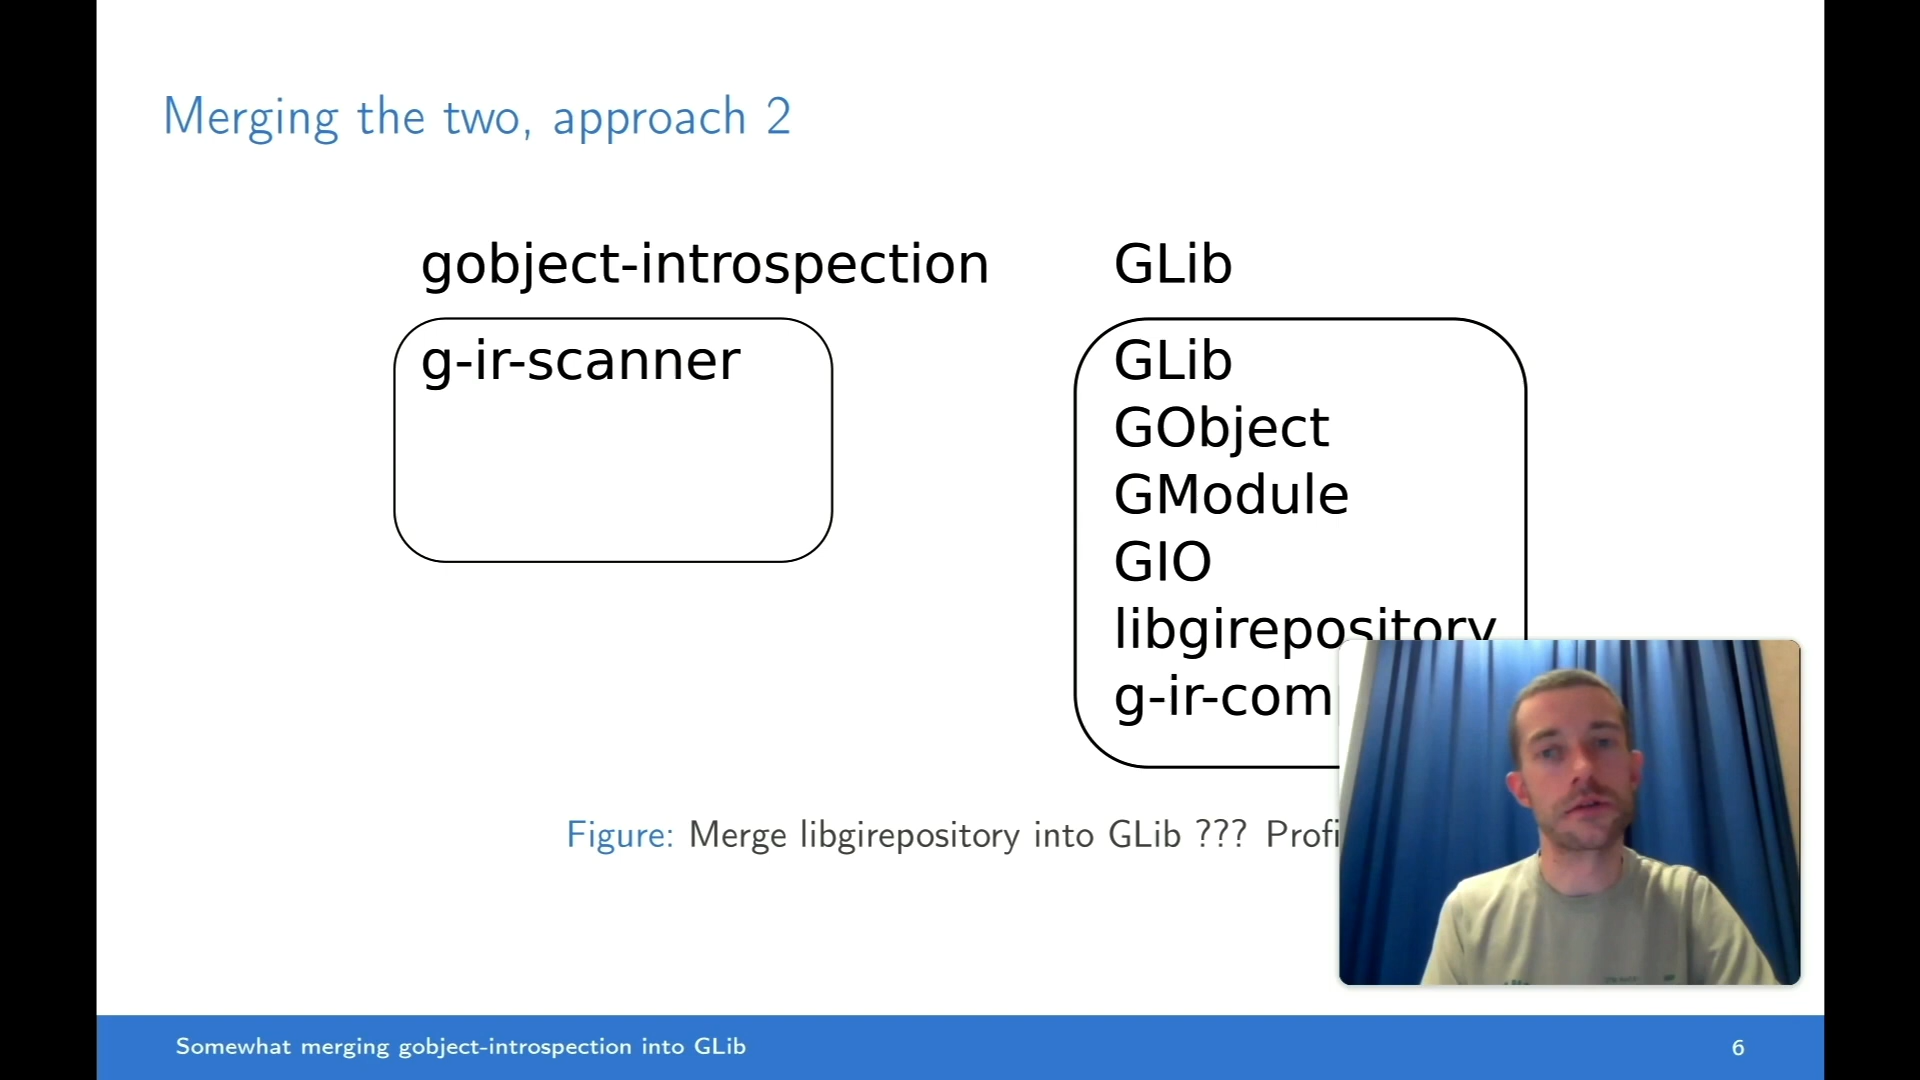 Merging the two, approach 2
gobject-introspection
g-ir-scanner
GLib
GLib
GObject
GModule
GIO
libgirepository
g-ir-com
Figure: Merge libgirepository into GLib ??? Profi
Somewhat merging gobject-introspection into GLib
6